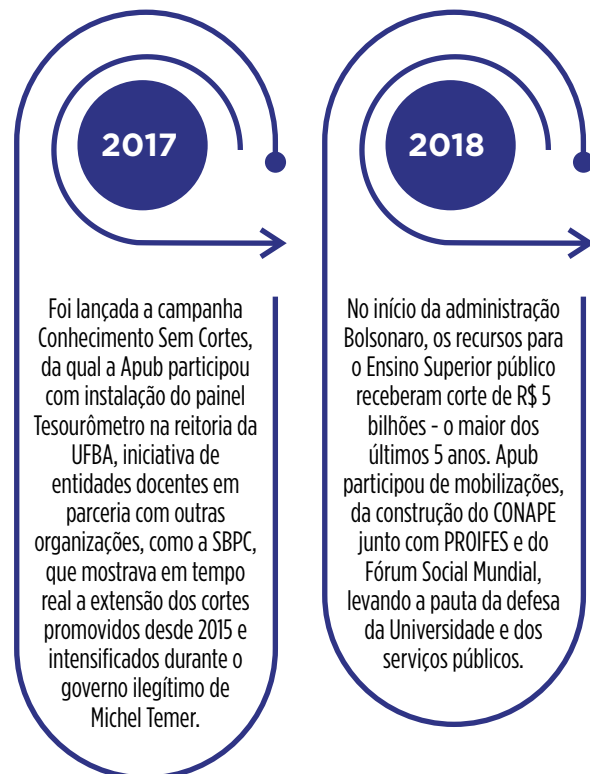 2017
Foi lançada a campanha
Conhecimento Sem Cortes,
da qual a Apub participou
com instalação do painel
Tesourômetro na reitoria da
UFBA, iniciativa de
entidades docentes em
parceria com outras
organizações, como a SBPC,
que mostrava em tempo
real a extensão dos cortes
promovidos desde 2015 e
intensificados durante o
governo ilegítimo de
Michel Temer.
2018
No início da administração
Bolsonaro, os recursos para
o Ensino Superior público
receberam corte de R$ 5
bilhões - o maior dos
últimos 5 anos. Apub
participou de mobilizações,
da construção do CONAPE
junto com PROIFES e do
Fórum Social Mundial,
levando a pauta da defesa
da Universidade e dos
serviços públicos.